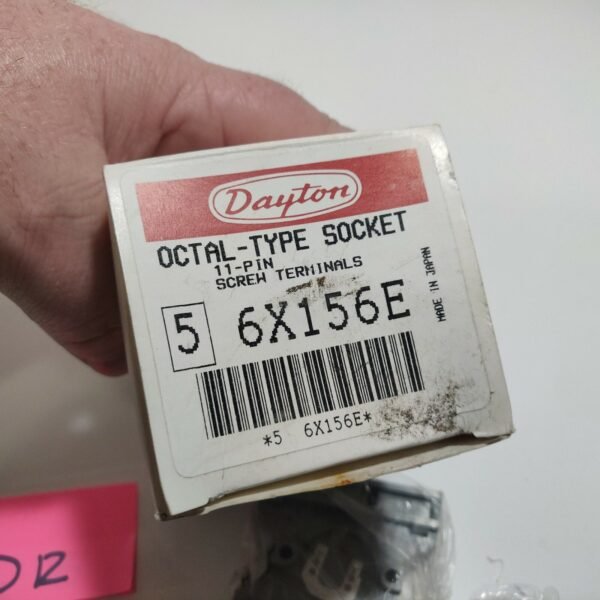 Dayton
OCTAL-TYPE SOCKET
11-PIN
SCREW TERMINALS
MADE IN JAPAN
5 6X156E
*5 6X156E*